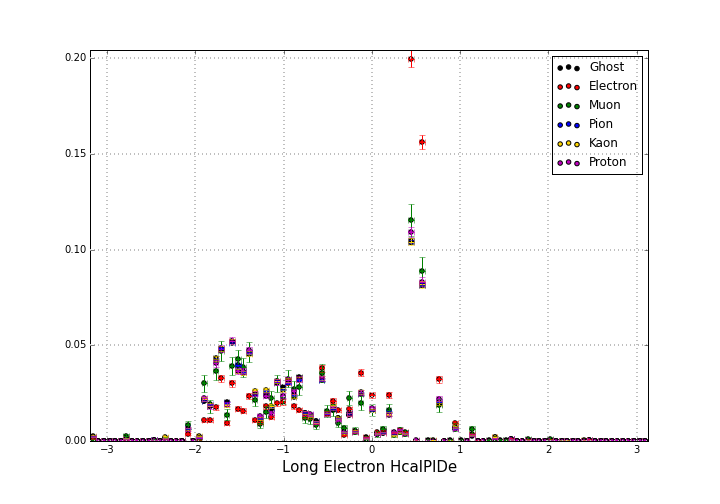 0.20
0.15
0.10
0.05
0.00
−3
−2
−1
0
1
2
3
Long Electron HcalPIDe
Ghost
Electron
Muon
Pion
Kaon
Proton